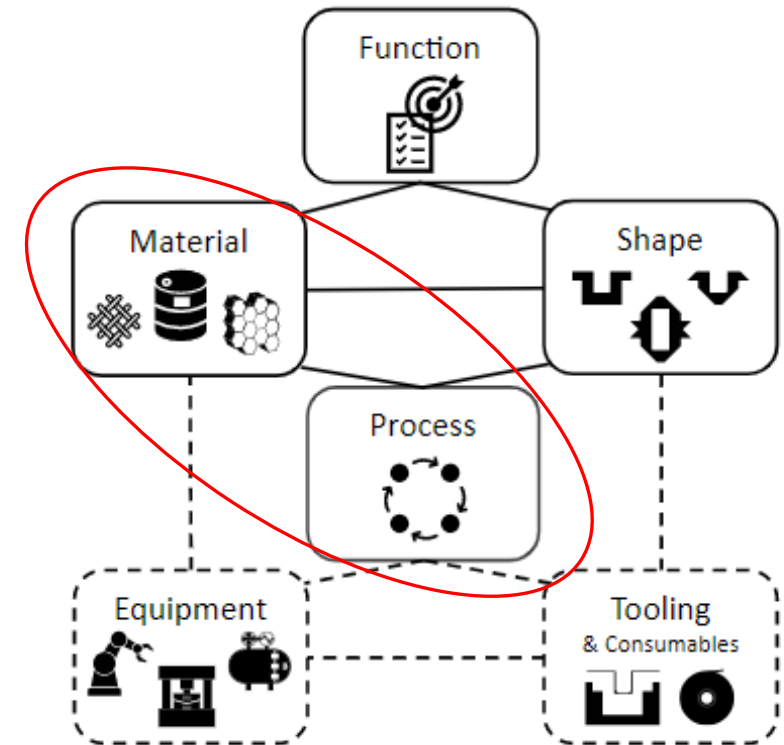 Function
Material
Shape
Process
Equipment
Tooling
& Consumables